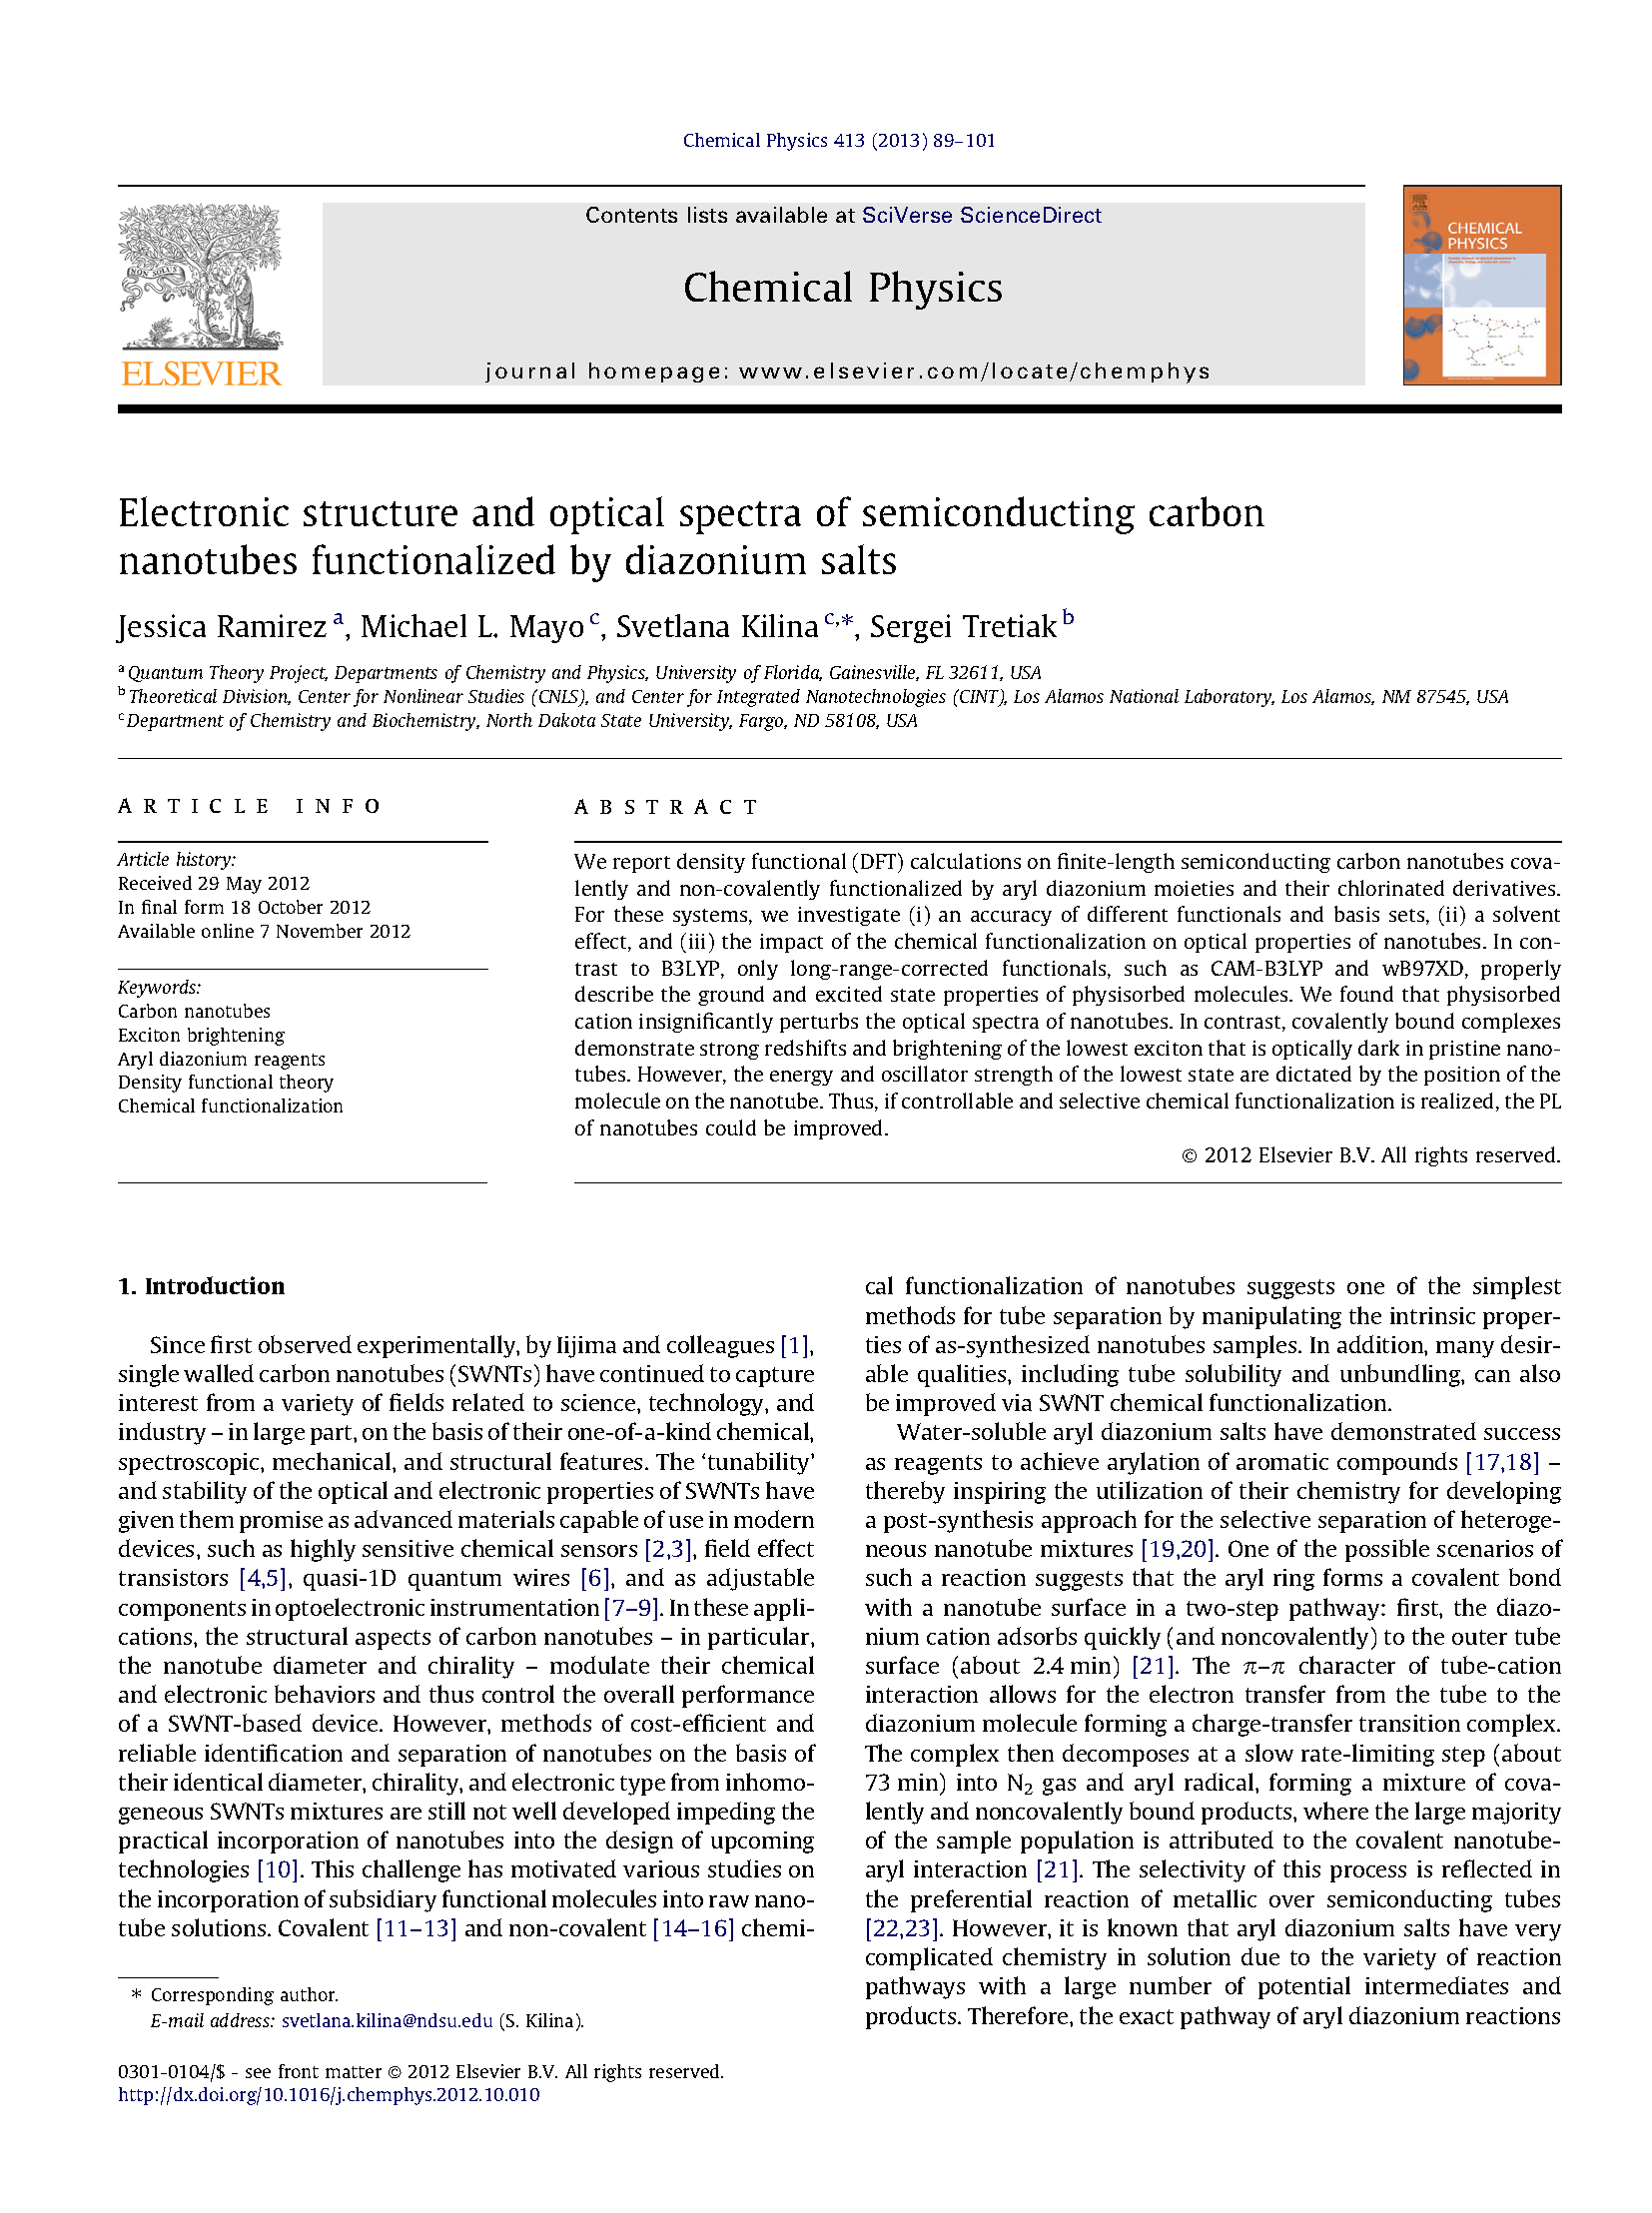 Chemical Physics 413 (2013) 89–101
Contents lists available at SciVerse ScienceDirect
Chemical Physics
journal homepage: www.elsevier.com/locate/chemphys
NON SOLUS
ELSEVIER
CHEMICAL
PHYSICS
Electronic structure and optical spectra of semiconducting carbon
nanotubes functionalized by diazonium salts
Jessica Ramirez a, Michael L. Mayo c, Svetlana Kilina c,*, Sergei Tretiak b
a Quantum Theory Project, Departments of Chemistry and Physics, University of Florida, Gainesville, FL 32611, USA
b Theoretical Division, Center for Nonlinear Studies (CNLS), and Center for Integrated Nanotechnologies (CINT), Los Alamos National Laboratory, Los Alamos, NM 87545, USA
c Department of Chemistry and Biochemistry, North Dakota State University, Fargo, ND 58108, USA
ARTICLE INFO
Article history:
Received 29 May 2012
In final form 18 October 2012
Available online 7 November 2012
Keywords:
Carbon nanotubes
Exciton brightening
Aryl diazonium reagents
Density functional theory
Chemical functionalization
ABSTRACT
We report density functional (DFT) calculations on finite-length semiconducting carbon nanotubes cova-
lently and non-covalently functionalized by aryl diazonium moieties and their chlorinated derivatives.
For these systems, we investigate (i) an accuracy of different functionals and basis sets, (ii) a solvent
effect, and (iii) the impact of the chemical functionalization on optical properties of nanotubes. In con-
trast to B3LYP, only long-range-corrected functionals, such as CAM-B3LYP and wB97XD, properly
describe the ground and excited state properties of physisorbed molecules. We found that physisorbed
cation insignificantly perturbs the optical spectra of nanotubes. In contrast, covalently bound complexes
demonstrate strong redshifts and brightening of the lowest exciton that is optically dark in pristine nano-
tubes. However, the energy and oscillator strength of the lowest state are dictated by the position of the
molecule on the nanotube. Thus, if controllable and selective chemical functionalization is realized, the PL
of nanotubes could be improved.
© 2012 Elsevier B.V. All rights reserved.
1. Introduction
Since first observed experimentally, by Iijima and colleagues [1],
single walled carbon nanotubes (SWNTs) have continued to capture
interest from a variety of fields related to science, technology, and
industry – in large part, on the basis of their one-of-a-kind chemical,
spectroscopic, mechanical, and structural features. The ‘tunability’
and stability of the optical and electronic properties of SWNTs have
given them promise as advanced materials capable of use in modern
devices, such as highly sensitive chemical sensors [2,3], field effect
transistors [4,5], quasi-1D quantum wires [6], and as adjustable
components in optoelectronic instrumentation [7–9]. In these appli-
cations, the structural aspects of carbon nanotubes – in particular,
the nanotube diameter and chirality – modulate their chemical
and electronic behaviors and thus control the overall performance
of a SWNT-based device. However, methods of cost-efficient and
reliable identification and separation of nanotubes on the basis of
their identical diameter, chirality, and electronic type from inhomo-
geneous SWNTs mixtures are still not well developed impeding the
practical incorporation of nanotubes into the design of upcoming
technologies [10]. This challenge has motivated various studies on
the incorporation of subsidiary functional molecules into raw nano-
tube solutions. Covalent [11–13] and non-covalent [14–16] chemi-
cal functionalization of nanotubes suggests one of the simplest
methods for tube separation by manipulating the intrinsic proper-
ties of as-synthesized nanotubes samples. In addition, many desir-
able qualities, including tube solubility and unbundling, can also
be improved via SWNT chemical functionalization.
Water-soluble aryl diazonium salts have demonstrated success
as reagents to achieve arylation of aromatic compounds [17,18] –
thereby inspiring the utilization of their chemistry for developing
a post-synthesis approach for the selective separation of heteroge-
neous nanotube mixtures [19,20]. One of the possible scenarios of
such a reaction suggests that the aryl ring forms a covalent bond
with a nanotube surface in a two-step pathway: first, the diazo-
nium cation adsorbs quickly (and noncovalently) to the outer tube
surface (about 2.4 min) [21]. The π–π character of tube-cation
interaction allows for the electron transfer from the tube to the
diazonium molecule forming a charge-transfer transition complex.
The complex then decomposes at a slow rate-limiting step (about
73 min) into N2 gas and aryl radical, forming a mixture of cova-
lently and noncovalently bound products, where the large majority
of the sample population is attributed to the covalent nanotube-
aryl interaction [21]. The selectivity of this process is reflected in
the preferential reaction of metallic over semiconducting tubes
[22,23]. However, it is known that aryl diazonium salts have very
complicated chemistry in solution due to the variety of reaction
pathways with a large number of potential intermediates and
products. Therefore, the exact pathway of aryl diazonium reactions
* Corresponding author.
E-mail address: svetlana.kilina@ndsu.edu (S. Kilina).
0301-0104/$ - see front matter © 2012 Elsevier B.V. All rights reserved.
http://dx.doi.org/10.1016/j.chemphys.2012.10.010